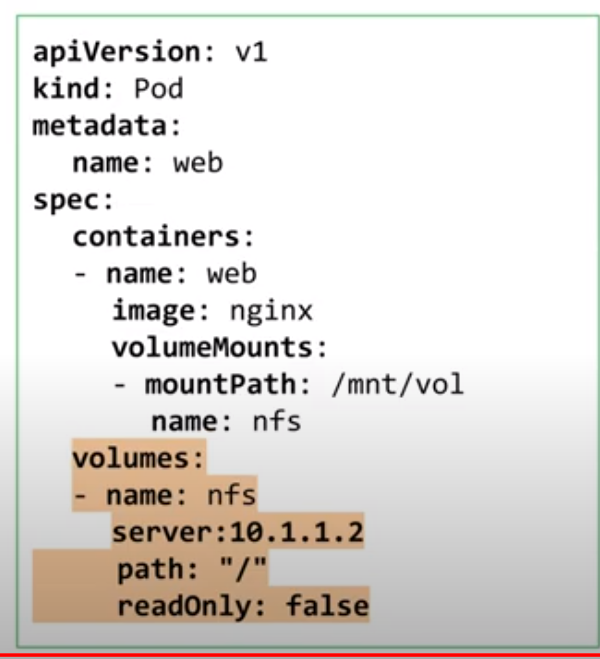 apiVersion: v1
kind: Pod
metadata:
name: web
spec:
containers:
- name: web
image: nginx
volumeMounts:
- mountPath: /mnt/vol
name: nfs
volumes:
- name: nfs
server:10.1.1.2
path: "/"
readOnly: false